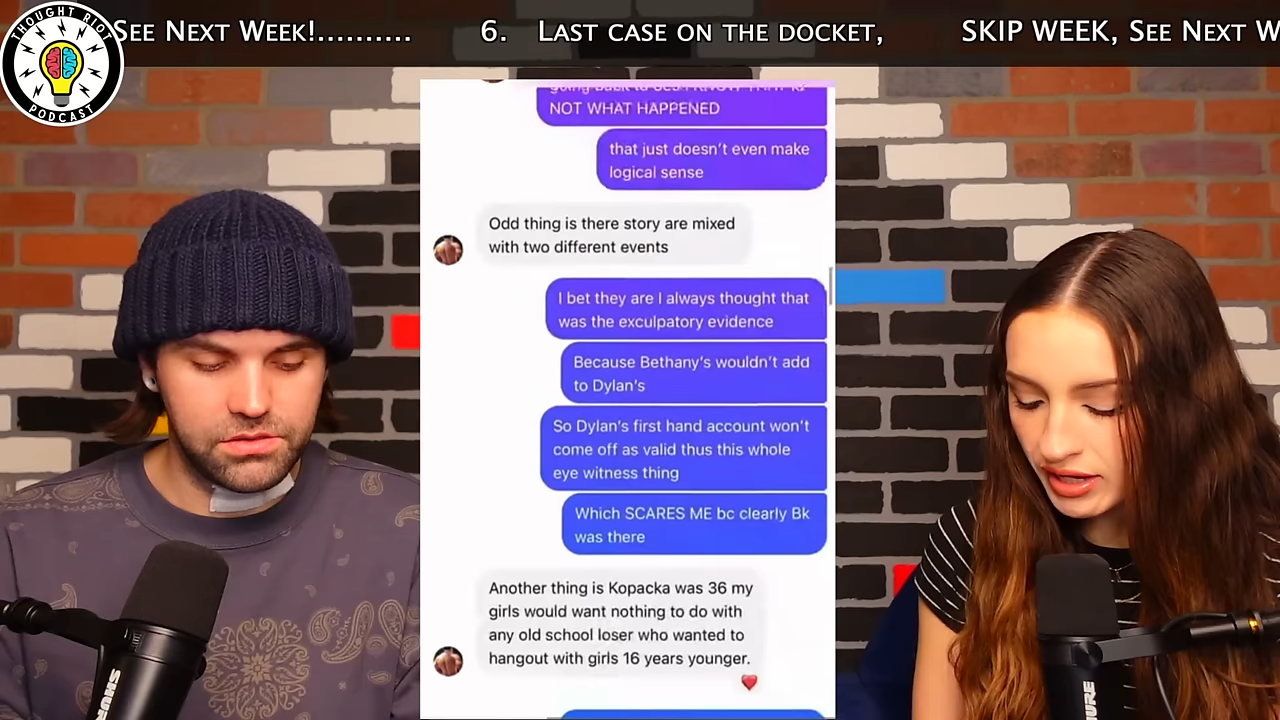 THOUGHT RIOT
PODCAST
SEE NEXT WEEK!.......... 6. LAST CASE ON THE DOCKET, SKIP WEEK, SEE NEXT W
NOT WHAT HAPPENED
that just doesn't even make
logical sense
Odd thing is there story are mixed
with two different events
I bet they are I always thought that
was the exculpatory evidence
Because Bethany's wouldn't add
to Dylan's
So Dylan's first hand account won't
come off as valid thus this whole
eye witness thing
Which SCARES ME bc clearly Bk
was there
Another thing is Kopacka was 36 my
girls would want nothing to do with
any old school loser who wanted to
hangout with girls 16 years younger.
SHURE
SHURE